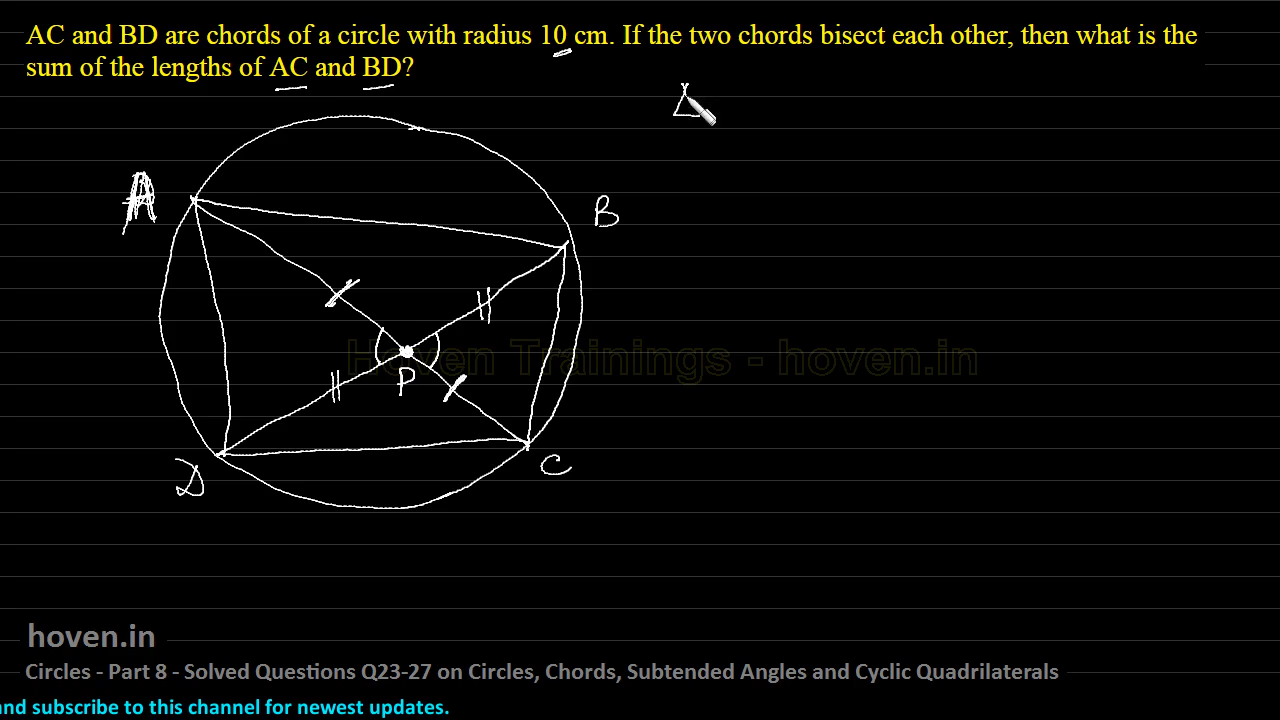 AC and BD are chords of a circle with radius 10 cm. If the two chords bisect each other, then what is the
sum of the lengths of AC and BD?
A
B
Hoven Trainings - hoven.in
P
D
C
hoven.in
Circles - Part 8 - Solved Questions Q23-27 on Circles, Chords, Subtended Angles and Cyclic Quadrilaterals
and subscribe to this channel for newest updates.